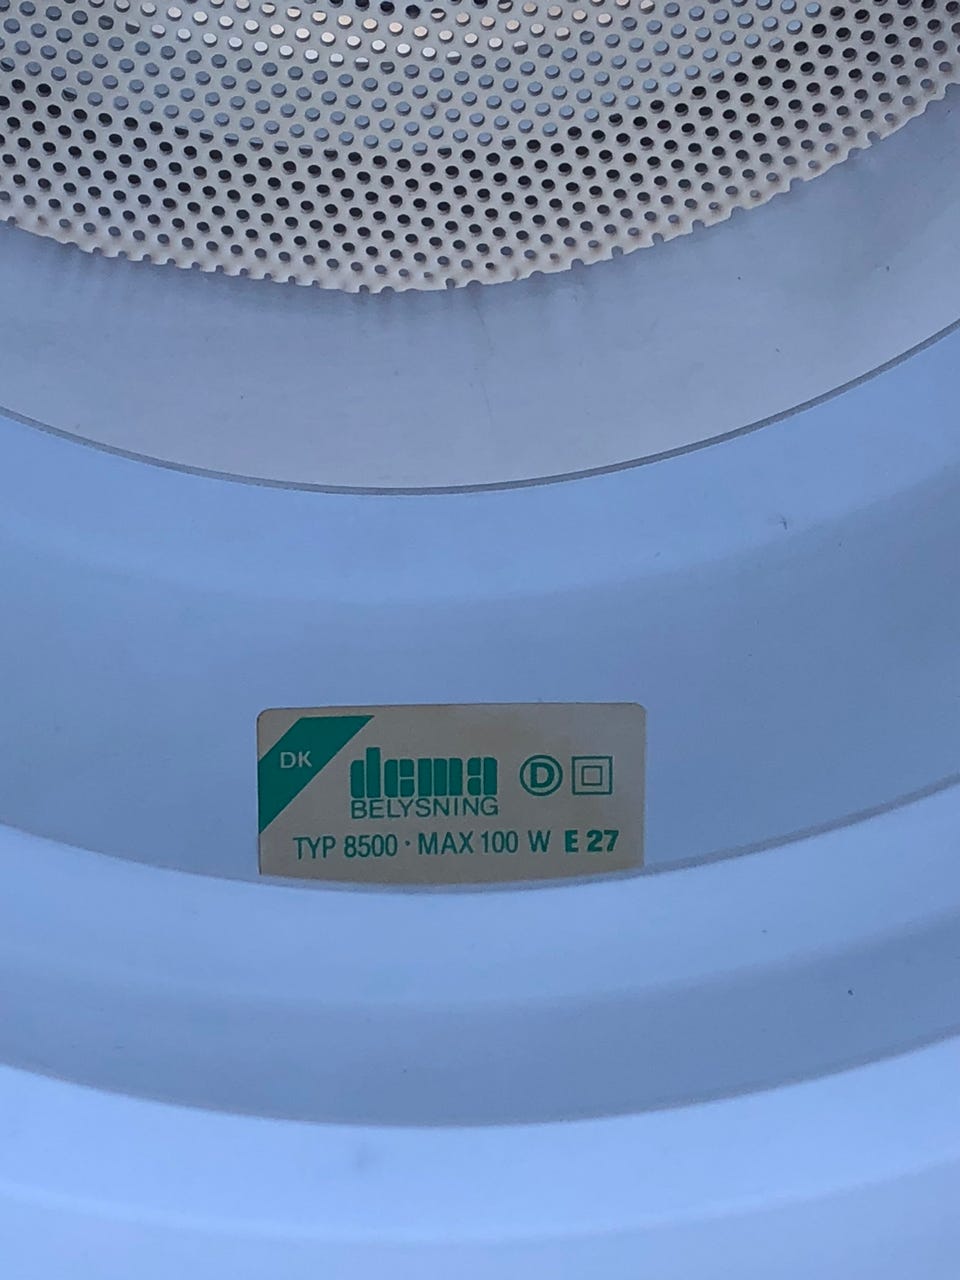 DK
dema D
BELYSNING
TYP 8500 · MAX 100 W E 27